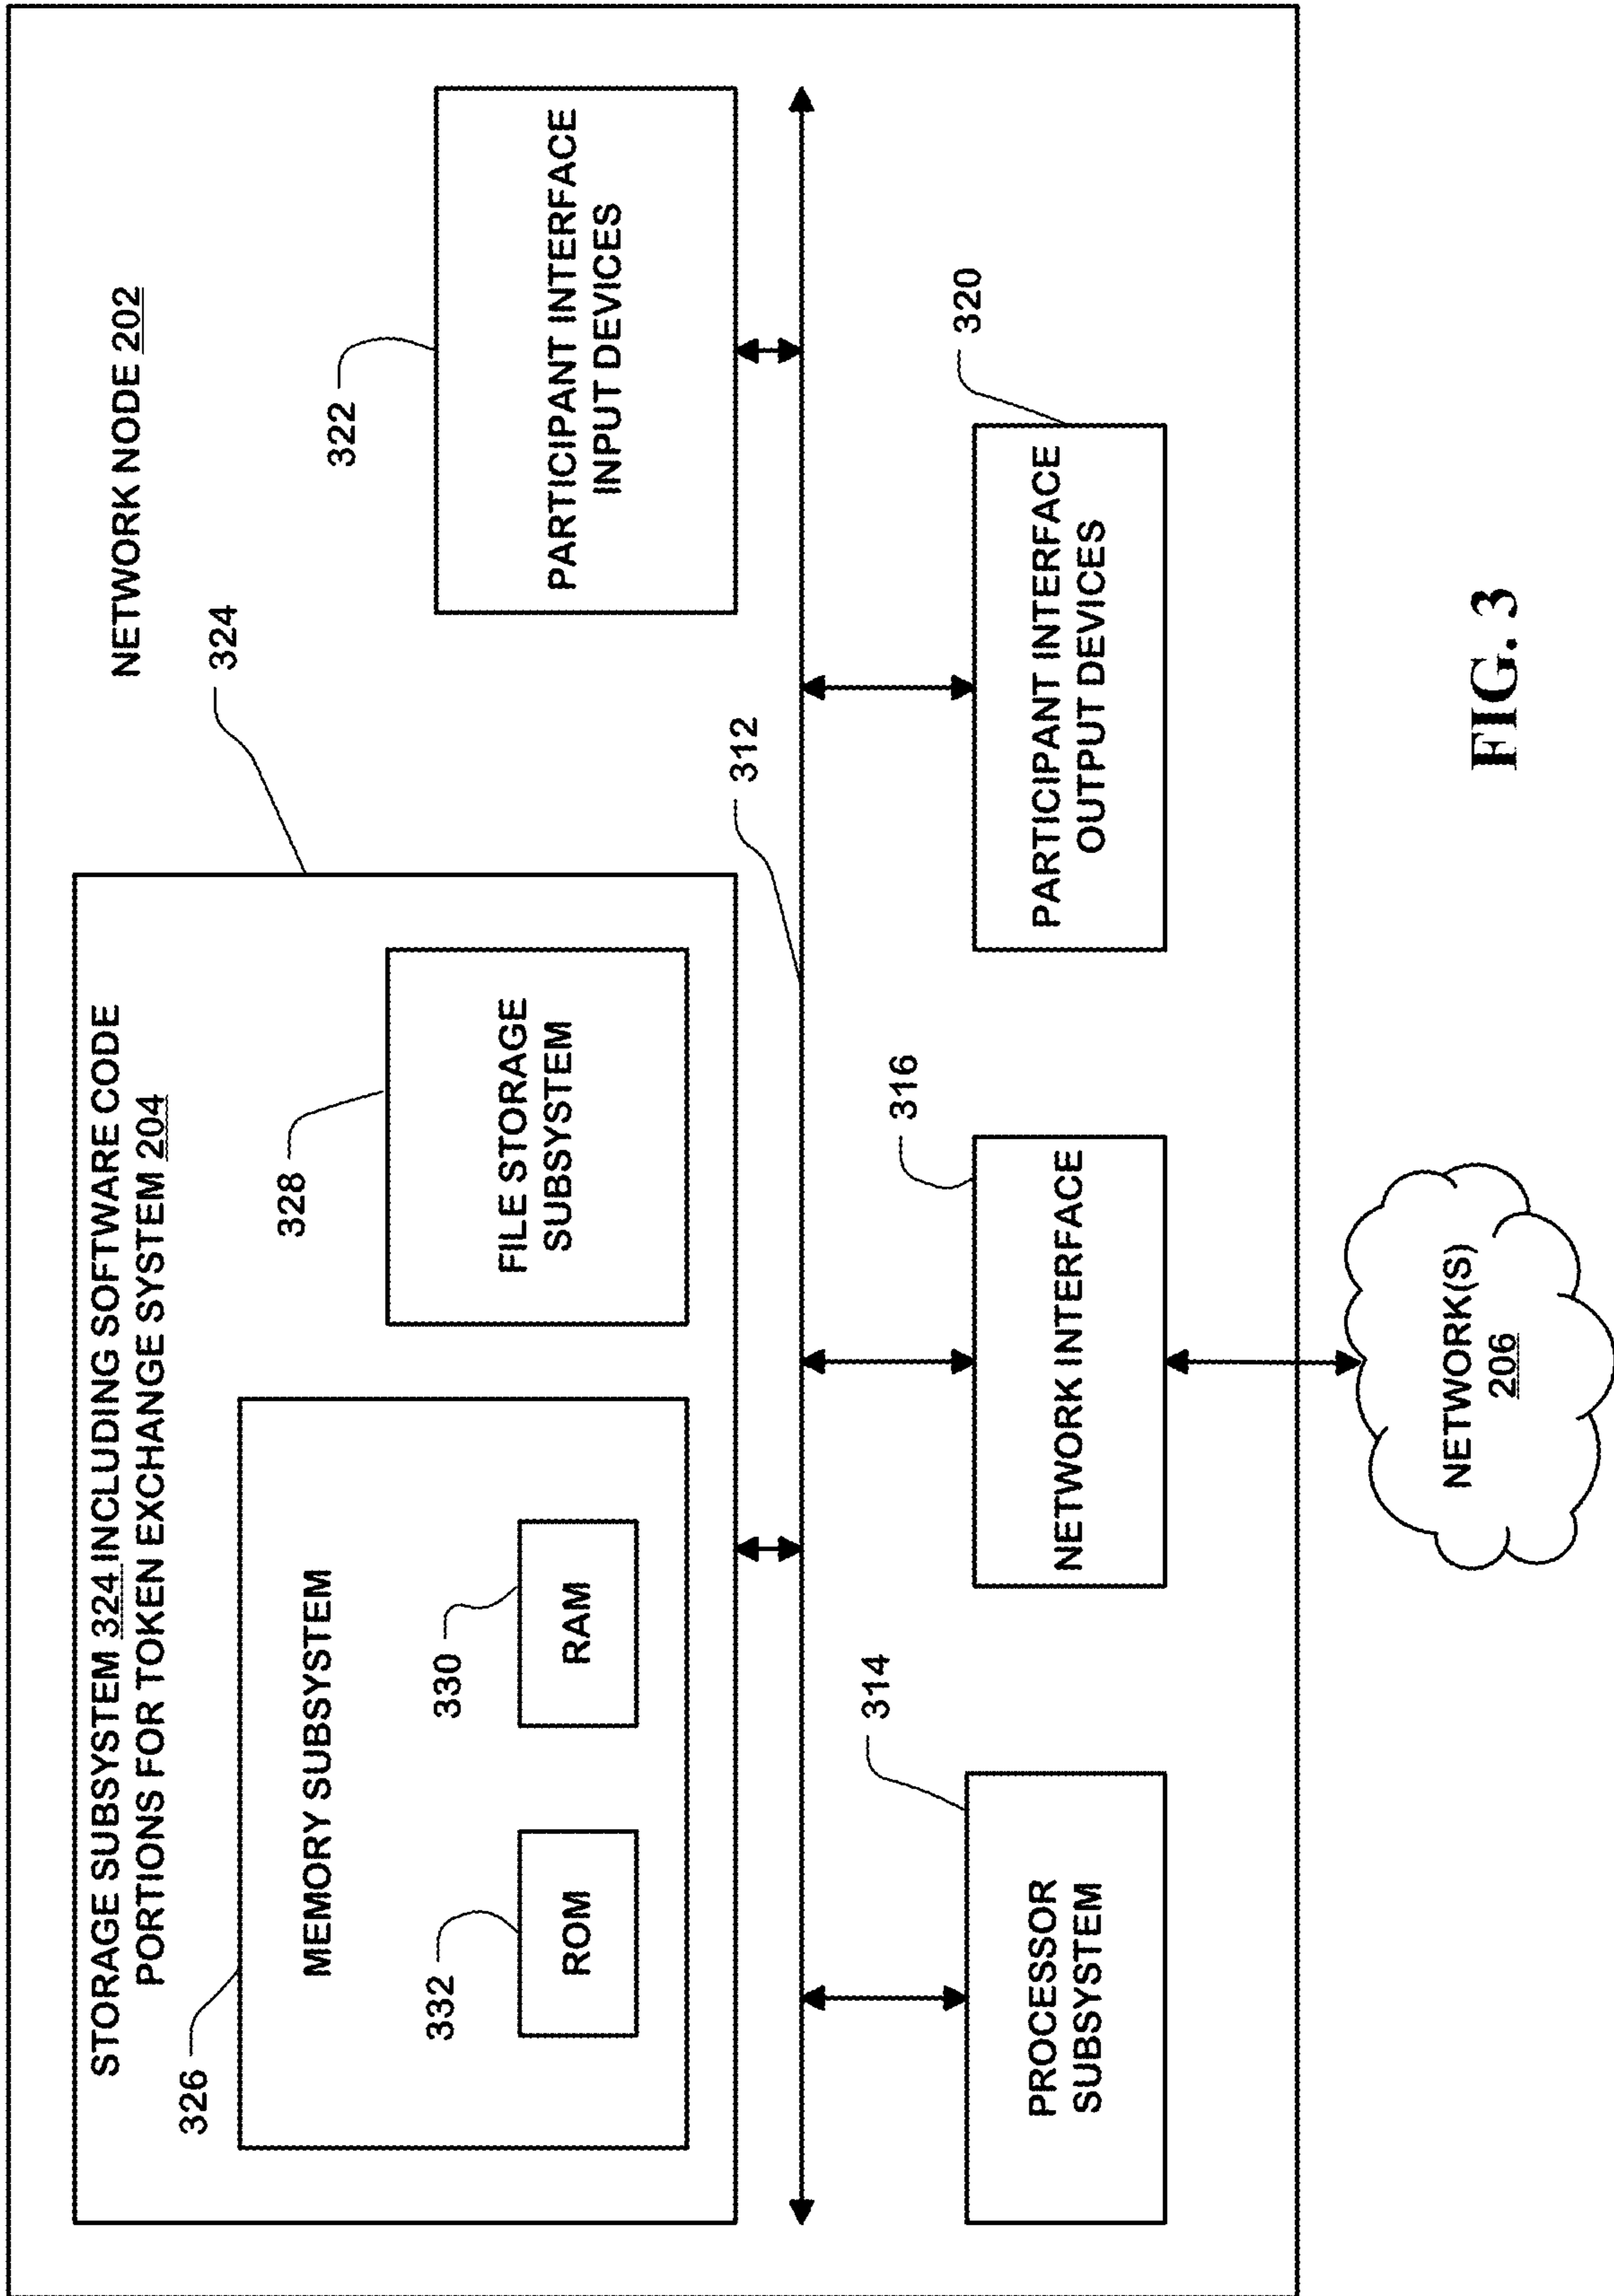 NETWORK NODE 202
STORAGE SUBSYSTEM 324 INCLUDING SOFTWARE CODE
PORTIONS FOR TOKEN EXCHANGE SYSTEM 204
324
326
MEMORY SUBSYSTEM
332
ROM
330
RAM
328
FILE STORAGE
SUBSYSTEM
322
PARTICIPANT INTERFACE
INPUT DEVICES
312
314
PROCESSOR
SUBSYSTEM
316
NETWORK INTERFACE
320
PARTICIPANT INTERFACE
OUTPUT DEVICES
NETWORK(S)
206
FIG. 3